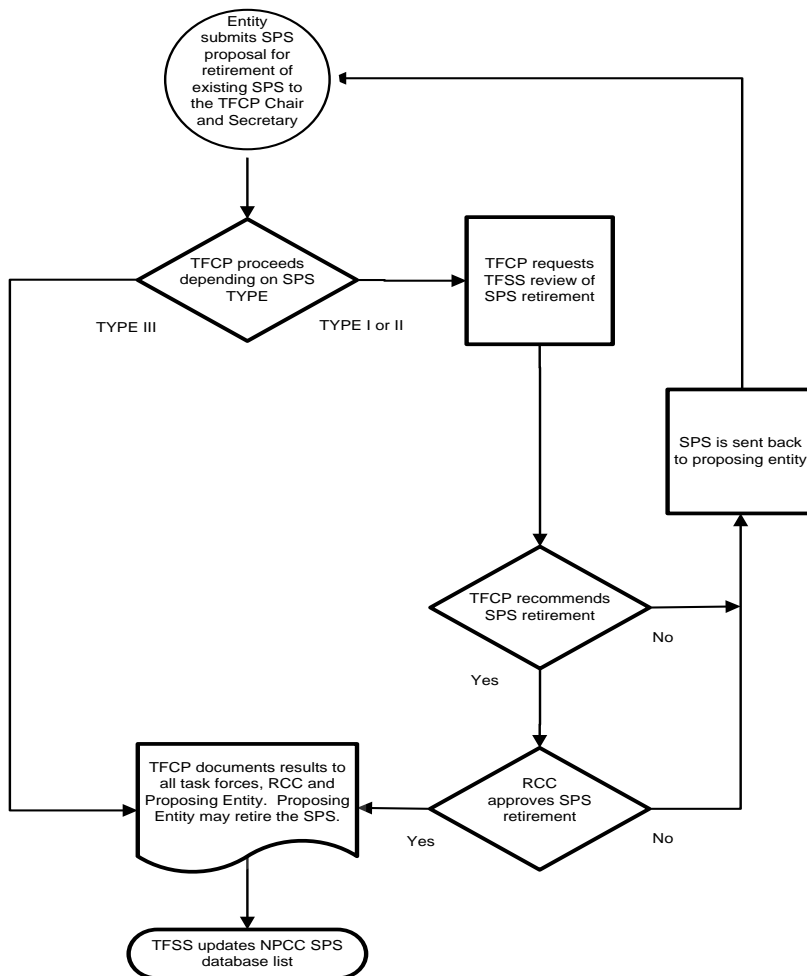 Entity
submits SPS
proposal for
retirement of
existing SPS to
the TFCP Chair
and Secretary
TFCP proceeds
depending on SPS
TYPE
TFCP requests
TFSS review of
SPS retirement
TYPE III
TYPE I or II
SPS is sent back
to proposing entity
TFCP recommends
SPS retirement
No
Yes
TFCP documents results to
all task forces, RCC and
Proposing Entity.  Proposing
Entity may retire the SPS.
RCC
approves SPS
retirement
Yes
No
TFSS updates NPCC SPS
database list